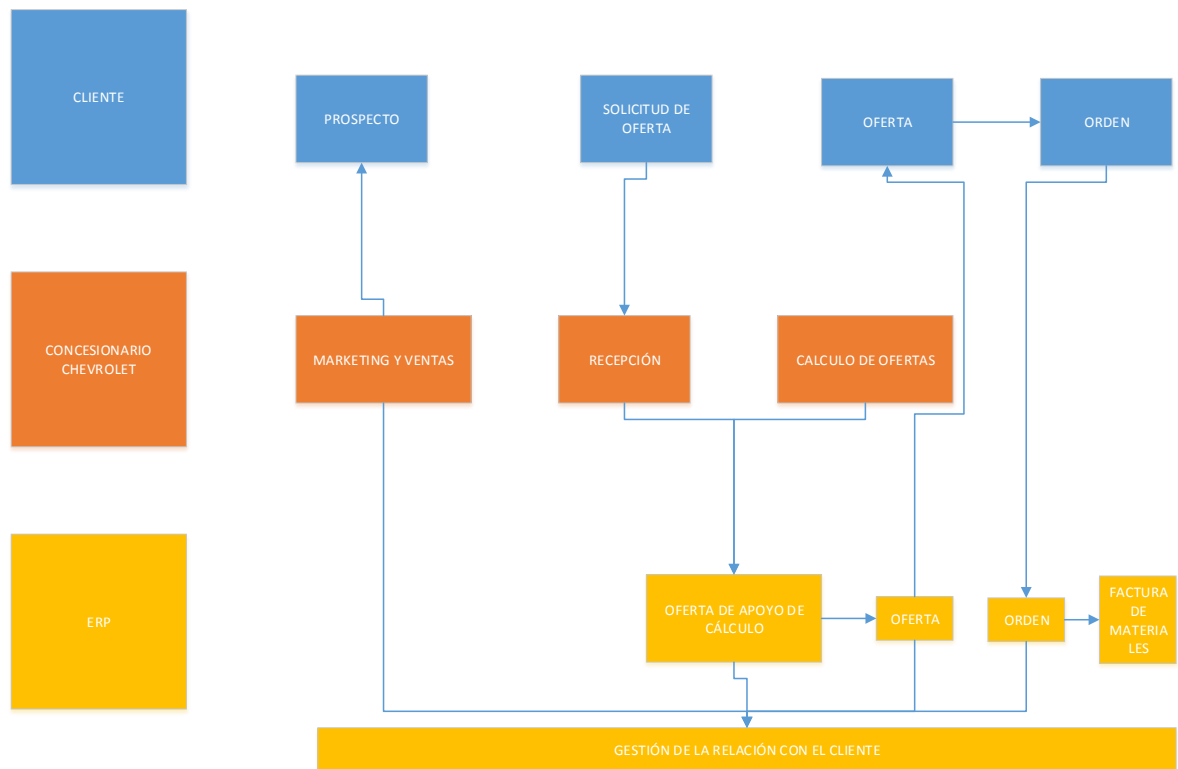 CLIENTE
PROSPECTO
SOLICITUD DE
OFERTA
OFERTA
ORDEN
CONCESIONARIO
CHEVROLET
MARKETING Y VENTAS
RECEPCIÓN
CALCULO DE OFERTAS
ERP
OFERTA DE APOYO DE
CÁLCULO
OFERTA
ORDEN
FACTURA
DE
MATERIA
LES
GESTIÓN DE LA RELACIÓN CON EL CLIENTE